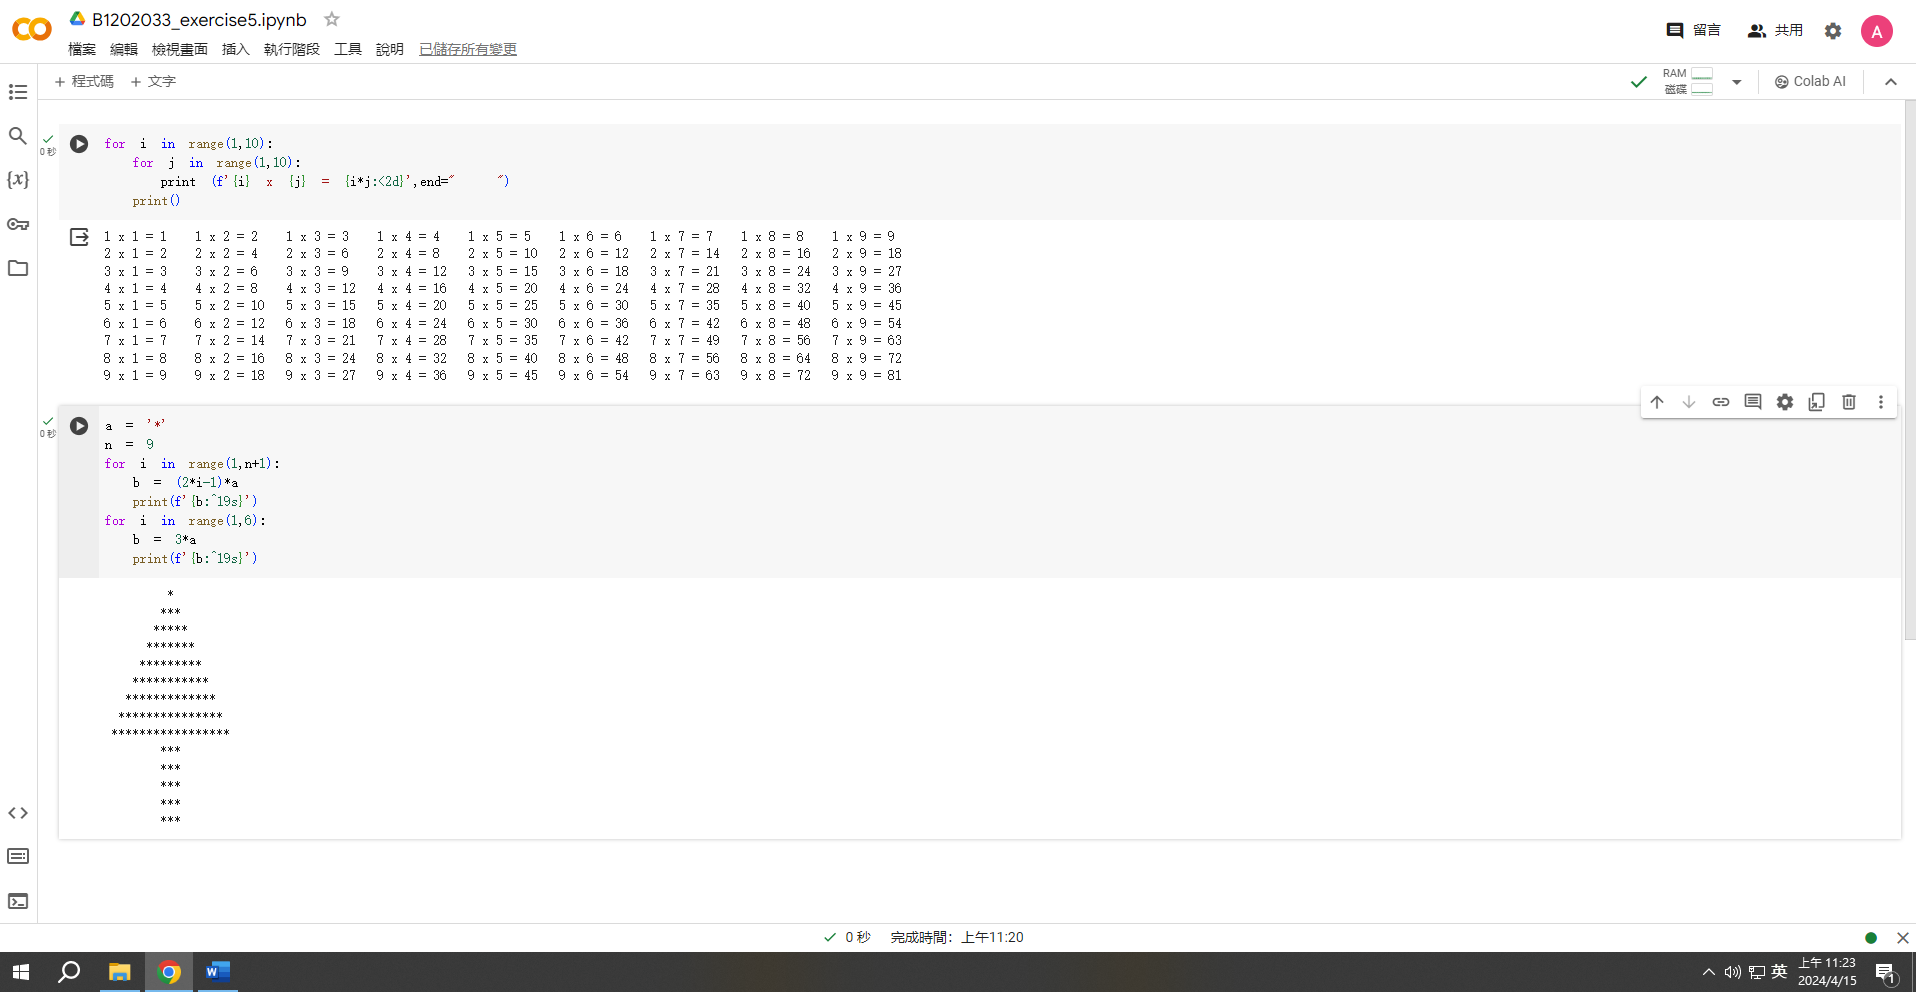 B1202033_exercise5.ipynb
檔案 編輯 檢視畫面 插入 執行階段 工具 說明 已儲存所有變更
留言 共用 A
+ 程式碼 + 文字
RAM
磁碟
Colab AI
{x}
0 秒
for i in range(1,10):
    for j in range(1,10):
        print (f'{i} x {j} = {i*j:<2d}',end="   ")
    print()
1 x 1 = 1    1 x 2 = 2    1 x 3 = 3    1 x 4 = 4    1 x 5 = 5    1 x 6 = 6    1 x 7 = 7    1 x 8 = 8    1 x 9 = 9
2 x 1 = 2    2 x 2 = 4    2 x 3 = 6    2 x 4 = 8    2 x 5 = 10   2 x 6 = 12   2 x 7 = 14   2 x 8 = 16   2 x 9 = 18
3 x 1 = 3    3 x 2 = 6    3 x 3 = 9    3 x 4 = 12   3 x 5 = 15   3 x 6 = 18   3 x 7 = 21   3 x 8 = 24   3 x 9 = 27
4 x 1 = 4    4 x 2 = 8    4 x 3 = 12   4 x 4 = 16   4 x 5 = 20   4 x 6 = 24   4 x 7 = 28   4 x 8 = 32   4 x 9 = 36
5 x 1 = 5    5 x 2 = 10   5 x 3 = 15   5 x 4 = 20   5 x 5 = 25   5 x 6 = 30   5 x 7 = 35   5 x 8 = 40   5 x 9 = 45
6 x 1 = 6    6 x 2 = 12   6 x 3 = 18   6 x 4 = 24   6 x 5 = 30   6 x 6 = 36   6 x 7 = 42   6 x 8 = 48   6 x 9 = 54
7 x 1 = 7    7 x 2 = 14   7 x 3 = 21   7 x 4 = 28   7 x 5 = 35   7 x 6 = 42   7 x 7 = 49   7 x 8 = 56   7 x 9 = 63
8 x 1 = 8    8 x 2 = 16   8 x 3 = 24   8 x 4 = 32   8 x 5 = 40   8 x 6 = 48   8 x 7 = 56   8 x 8 = 64   8 x 9 = 72
9 x 1 = 9    9 x 2 = 18   9 x 3 = 27   9 x 4 = 36   9 x 5 = 45   9 x 6 = 54   9 x 7 = 63   9 x 8 = 72   9 x 9 = 81
0 秒
a = '*'
n = 9
for i in range(1,n+1):
    b = (2*i-1)*a
    print(f'{b:^19s}')
for i in range(1,6):
    b = 3*a
    print(f'{b:^19s}')
         *
        ***
       *****
      *******
     *********
    ***********
   *************
  ***************
 *****************
        ***
        ***
        ***
        ***
        ***
0 秒 完成時間：上午11:20
英
上午 11:23
2024/4/15
1